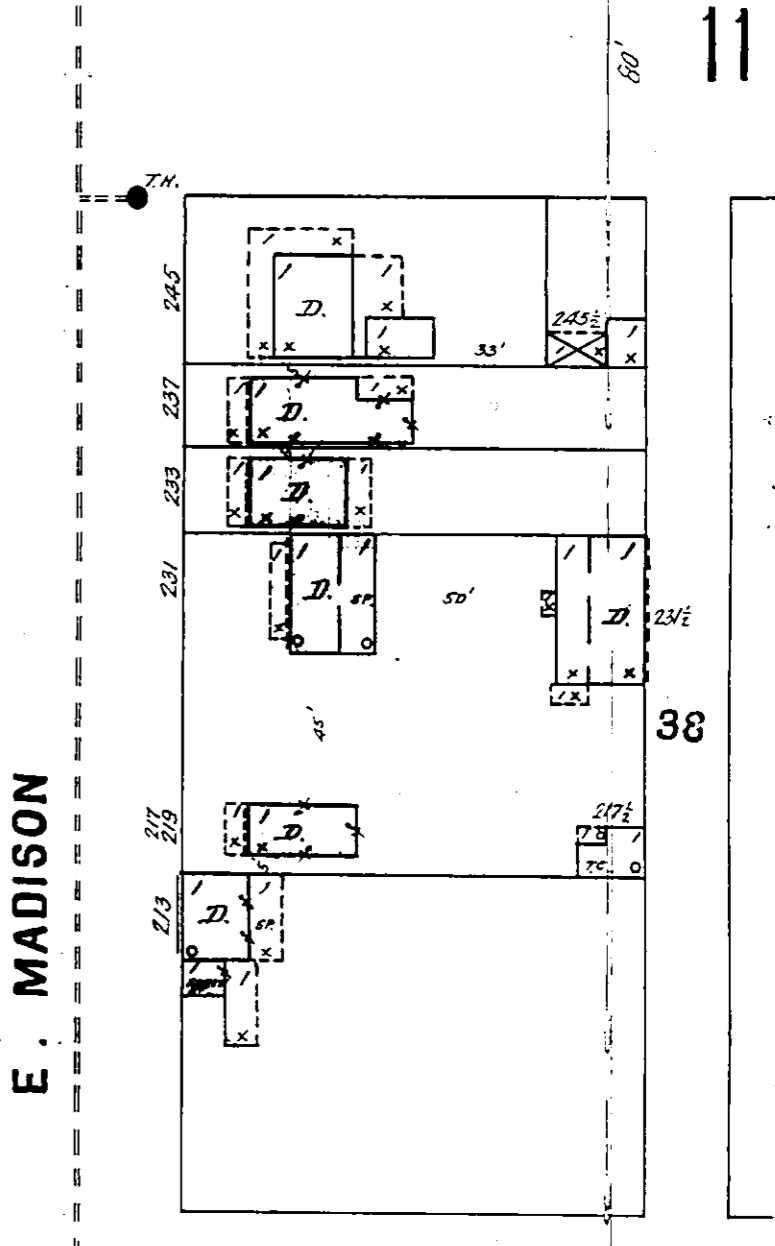 11
80'
T.H.
245
D.
33'
245½
237
D.
233
D.
231
D.
SP.
50'
D.
231½
45'
38
E. MADISON
217
219
D.
217½
T.C.
213
D.
SP.